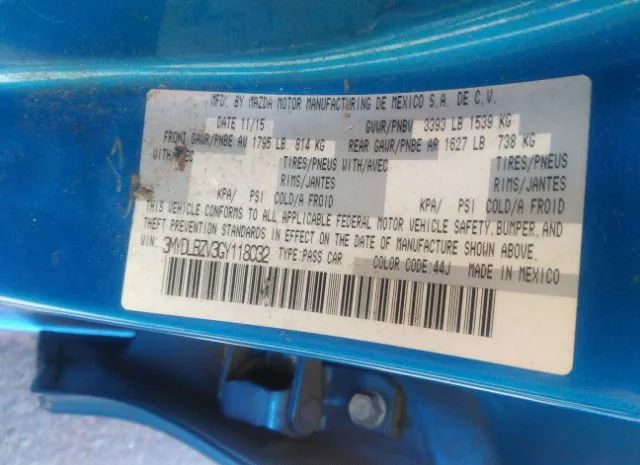 MFD. BY MAZDA MOTOR MANUFACTURING DE MEXICO S.A. DE C.V.
DATE 11/15 GVWR/PNBV 3393 LB 1539 KG
FRONT GAWR/PNBE AV 1795 LB 814 KG REAR GAWR/PNBE AR 1627 LB 738 KG
WITH/AVEC TIRES/PNEUS WITH/AVEC TIRES/PNEUS
RIMS/JANTES RIMS/JANTES
KPA/ PSI COLD/A FROID KPA/ PSI COLD/A FROID
THIS VEHICLE CONFORMS TO ALL APPLICABLE FEDERAL MOTOR VEHICLE SAFETY, BUMPER, AND
THEFT PREVENTION STANDARDS IN EFFECT ON THE DATE OF MANUFACTURE SHOWN ABOVE.
VIN: 3MYDLBZV3GY118032 TYPE:PASS CAR COLOR CODE:44J MADE IN MEXICO